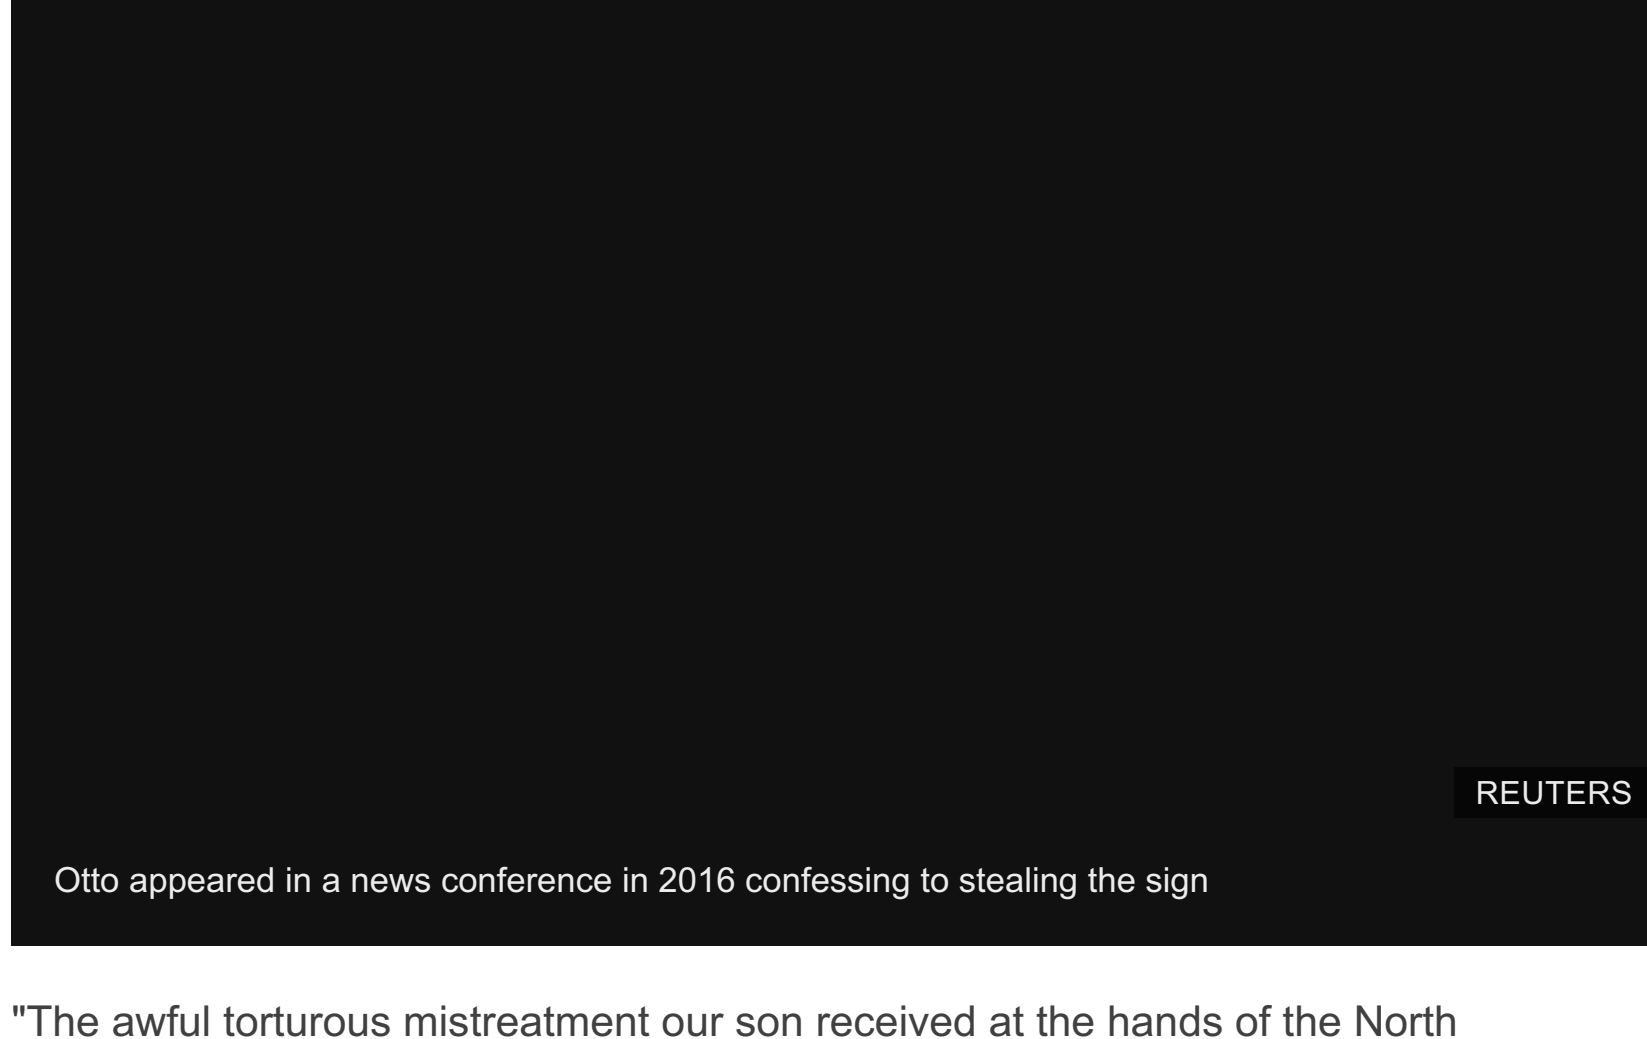 REUTERS
Otto appeared in a news conference in 2016 confessing to stealing the sign
"The awful torturous mistreatment our son received at the hands of the North